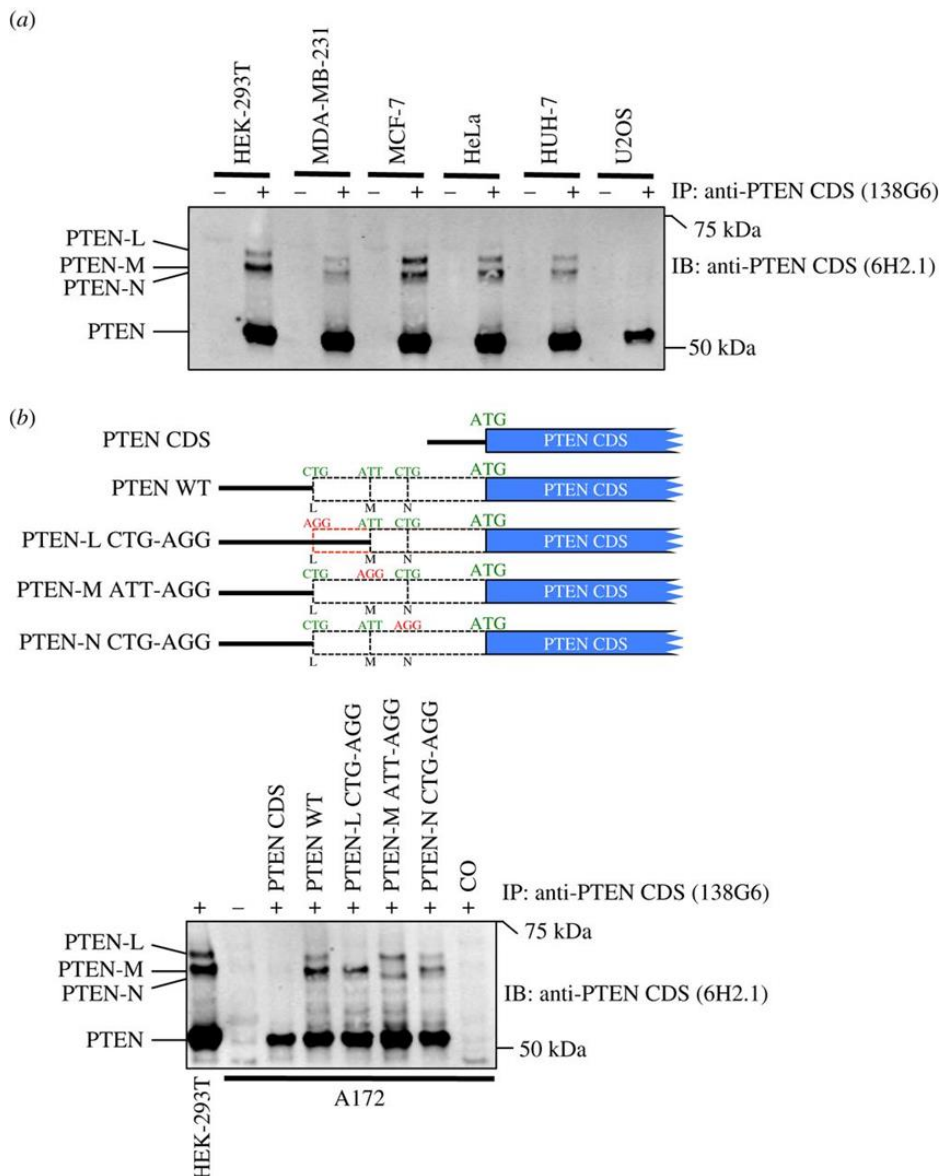 (a)
HEK-293T
MDA-MB-231
MCF-7
HeLa
HUH-7
U2OS
– + – + – + – + – + – + IP: anti-PTEN CDS (138G6)
75 kDa
PTEN-L
PTEN-M
IB: anti-PTEN CDS (6H2.1)
PTEN-N
PTEN
50 kDa
(b)
ATG
PTEN CDS PTEN CDS
CTG ATT CTG ATG
PTEN WT PTEN CDS
L M N
AGG ATT CTG ATG
PTEN-L CTG-AGG PTEN CDS
L M N
CTG AGG CTG ATG
PTEN-M ATT-AGG PTEN CDS
L M N
CTG ATT AGG ATG
PTEN-N CTG-AGG PTEN CDS
L M N
PTEN CDS
PTEN WT
PTEN-L CTG-AGG
PTEN-M ATT-AGG
PTEN-N CTG-AGG
CO
IP: anti-PTEN CDS (138G6)
+ – + + + + + +
75 kDa
PTEN-L
PTEN-M
PTEN-N
IB: anti-PTEN CDS (6H2.1)
PTEN
50 kDa
HEK-293T
A172